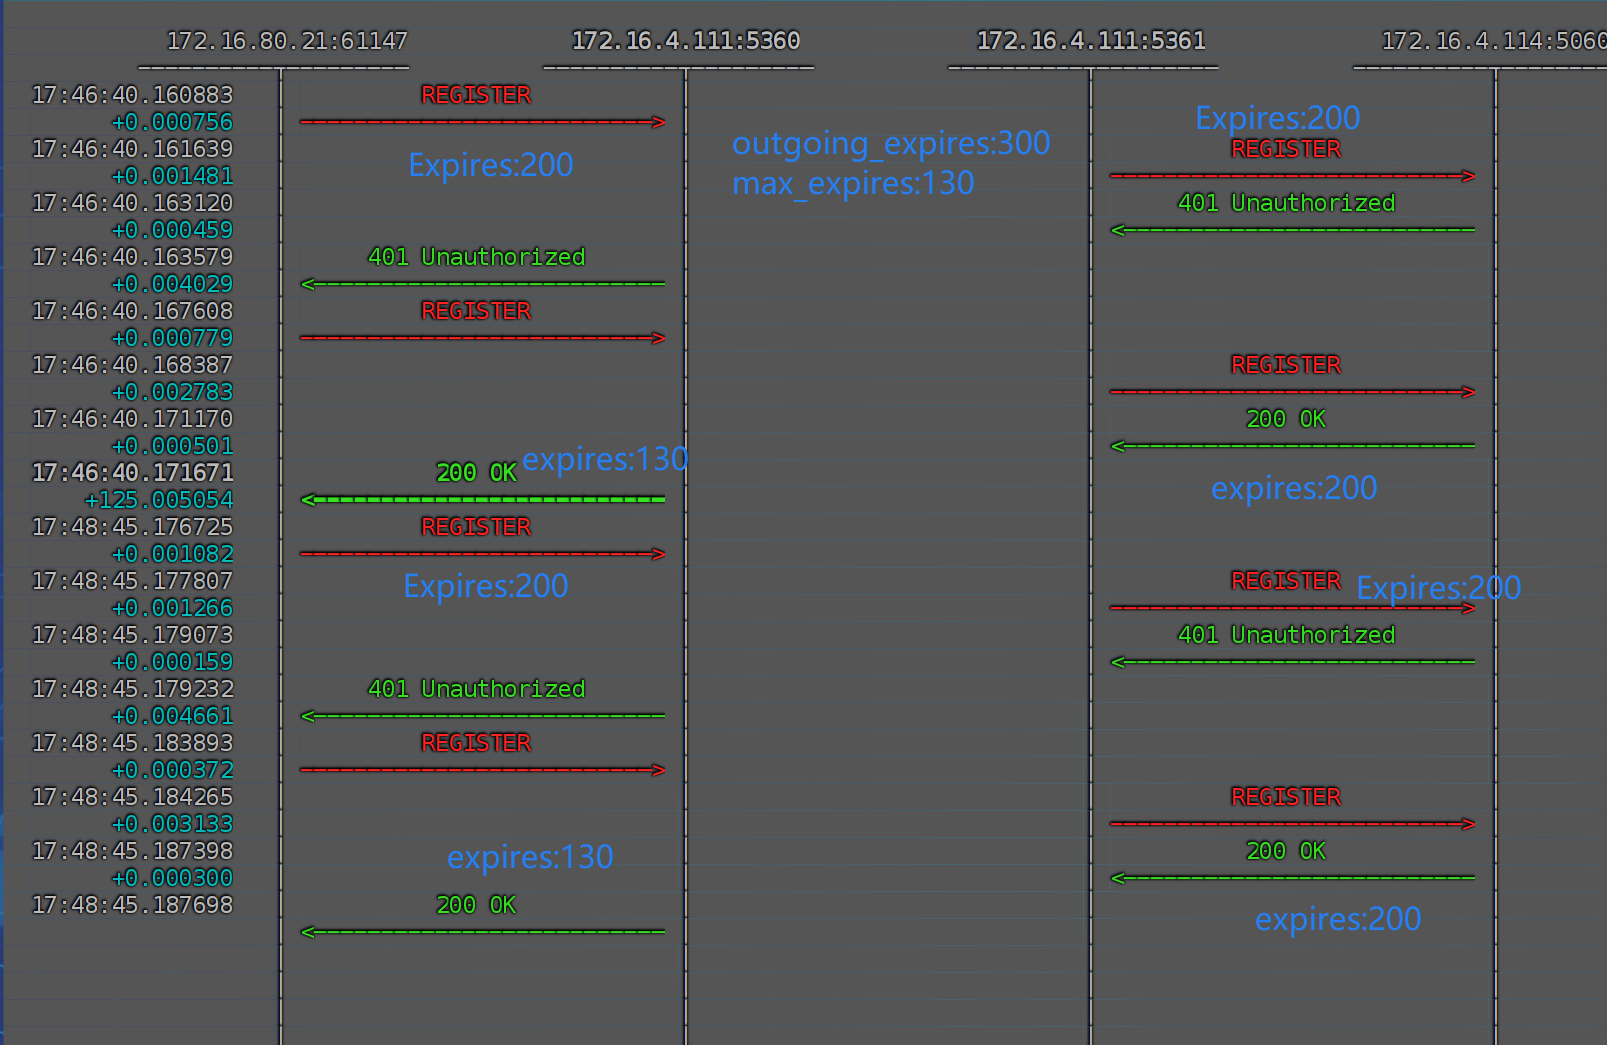 172.16.80.21:61147 172.16.4.111:5360 172.16.4.111:5361 172.16.4.114:5060
17:46:40.160883 REGISTER
+0.000756 Expires:200
17:46:40.161639 outgoing_expires:300 REGISTER
+0.001481 Expires:200 max_expires:130
17:46:40.163120 401 Unauthorized
+0.000459
17:46:40.163579 401 Unauthorized
+0.004029
17:46:40.167608 REGISTER
+0.000779
17:46:40.168387 REGISTER
+0.002783
17:46:40.171170 200 OK
+0.000501 expires:130
17:46:40.171671 200 OK
+125.005054 expires:200
17:48:45.176725 REGISTER
+0.001082
17:48:45.177807 Expires:200 REGISTER Expires:200
+0.001266
17:48:45.179073 401 Unauthorized
+0.000159
17:48:45.179232 401 Unauthorized
+0.004661
17:48:45.183893 REGISTER
+0.000372
17:48:45.184265 REGISTER
+0.003133
17:48:45.187398 expires:130 200 OK
+0.000300
17:48:45.187698 200 OK expires:200